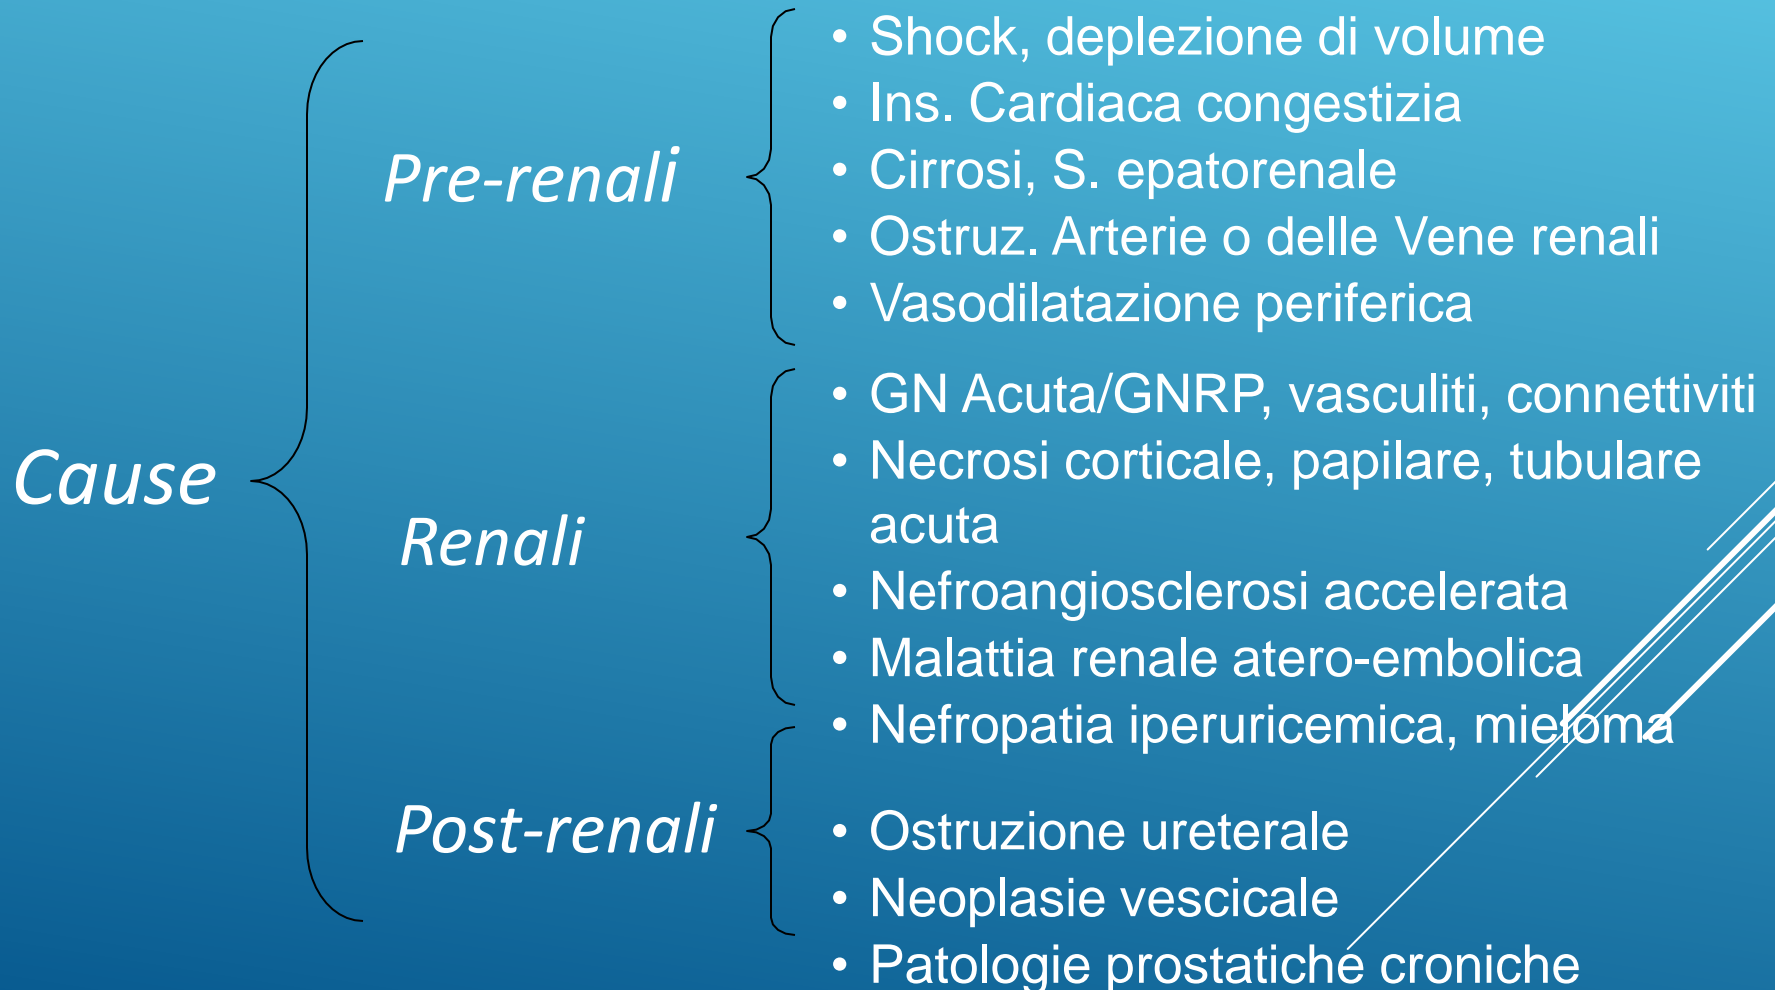 Cause
Pre-renali
• Shock, deplezione di volume
• Ins. Cardiaca congestizia
• Cirrosi, S. epatorenale
• Ostruz. Arterie o delle Vene renali
• Vasodilatazione periferica
Renali
• GN Acuta/GNRP, vasculiti, connettiviti
• Necrosi corticale, papilare, tubulare
acuta
• Nefroangiosclerosi accelerata
• Malattia renale atero-embolica
• Nefropatia iperuricemica, mieloma
Post-renali
• Ostruzione ureterale
• Neoplasie vescicale
• Patologie prostatiche croniche